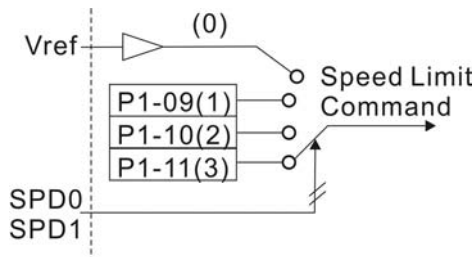 (0)
Vref
Speed Limit
Command
P1-09(1)
P1-10(2)
P1-11(3)
SPD0
SPD1